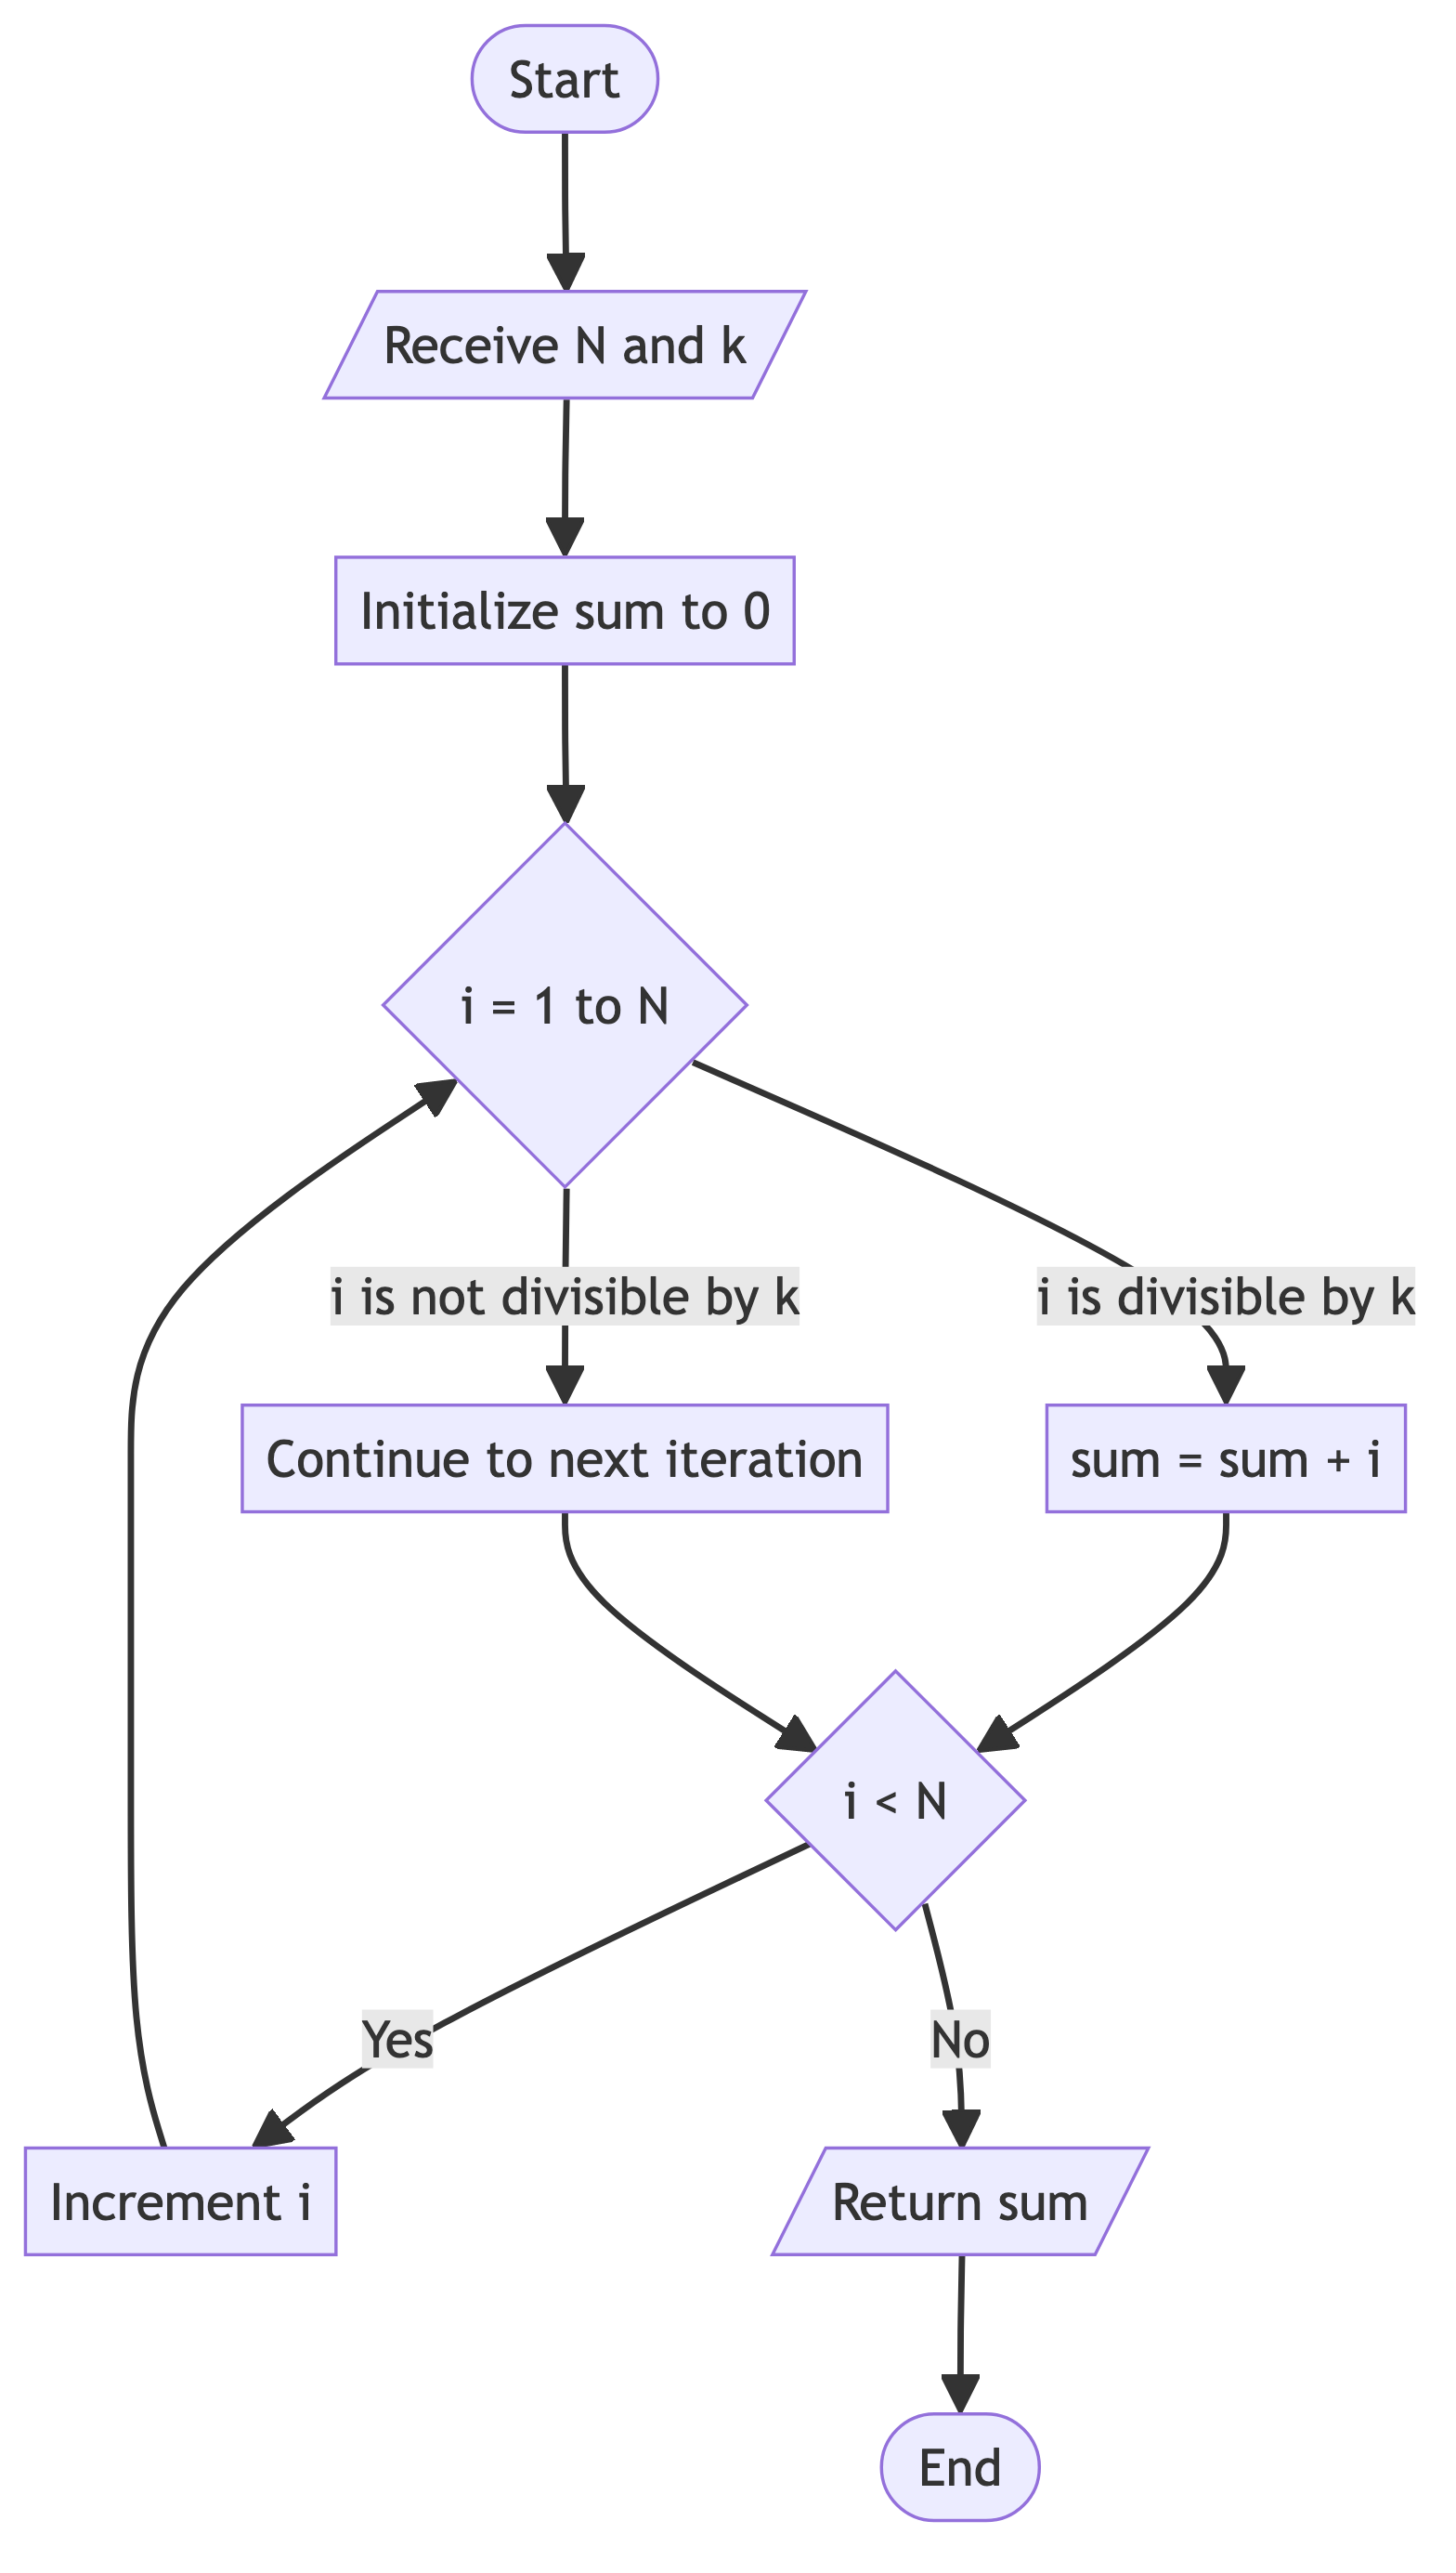 Start
Receive N and k
Initialize sum to 0
i = 1 to N
i is not divisible by k
i is divisible by k
Continue to next iteration
sum = sum + i
i < N
Yes
No
Increment i
Return sum
End